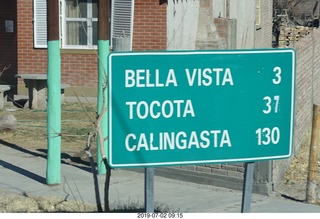 BELLA VISTA 3
TOCOTA 37
CALINGASTA 130
2019-07-02 09:15